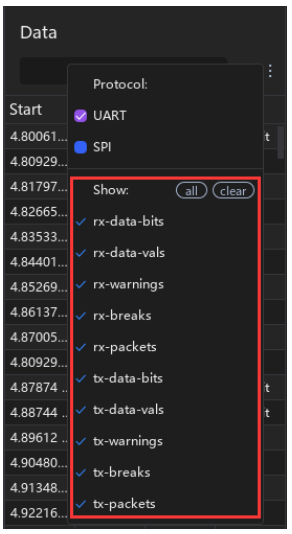 Data
Protocol:
UART
SPI
Start
4.80061...
4.80929...
4.81797...
4.82665...
4.83533...
4.84401...
4.85269...
4.86137...
4.87005...
4.80929...
4.87874 ..
4.88744 ..
4.89612 ..
4.90480...
4.91348...
4.92216...
Show: all clear
rx-data-bits
rx-data-vals
rx-warnings
rx-breaks
rx-packets
tx-data-bits
tx-data-vals
tx-warnings
tx-breaks
tx-packets
t
t
t